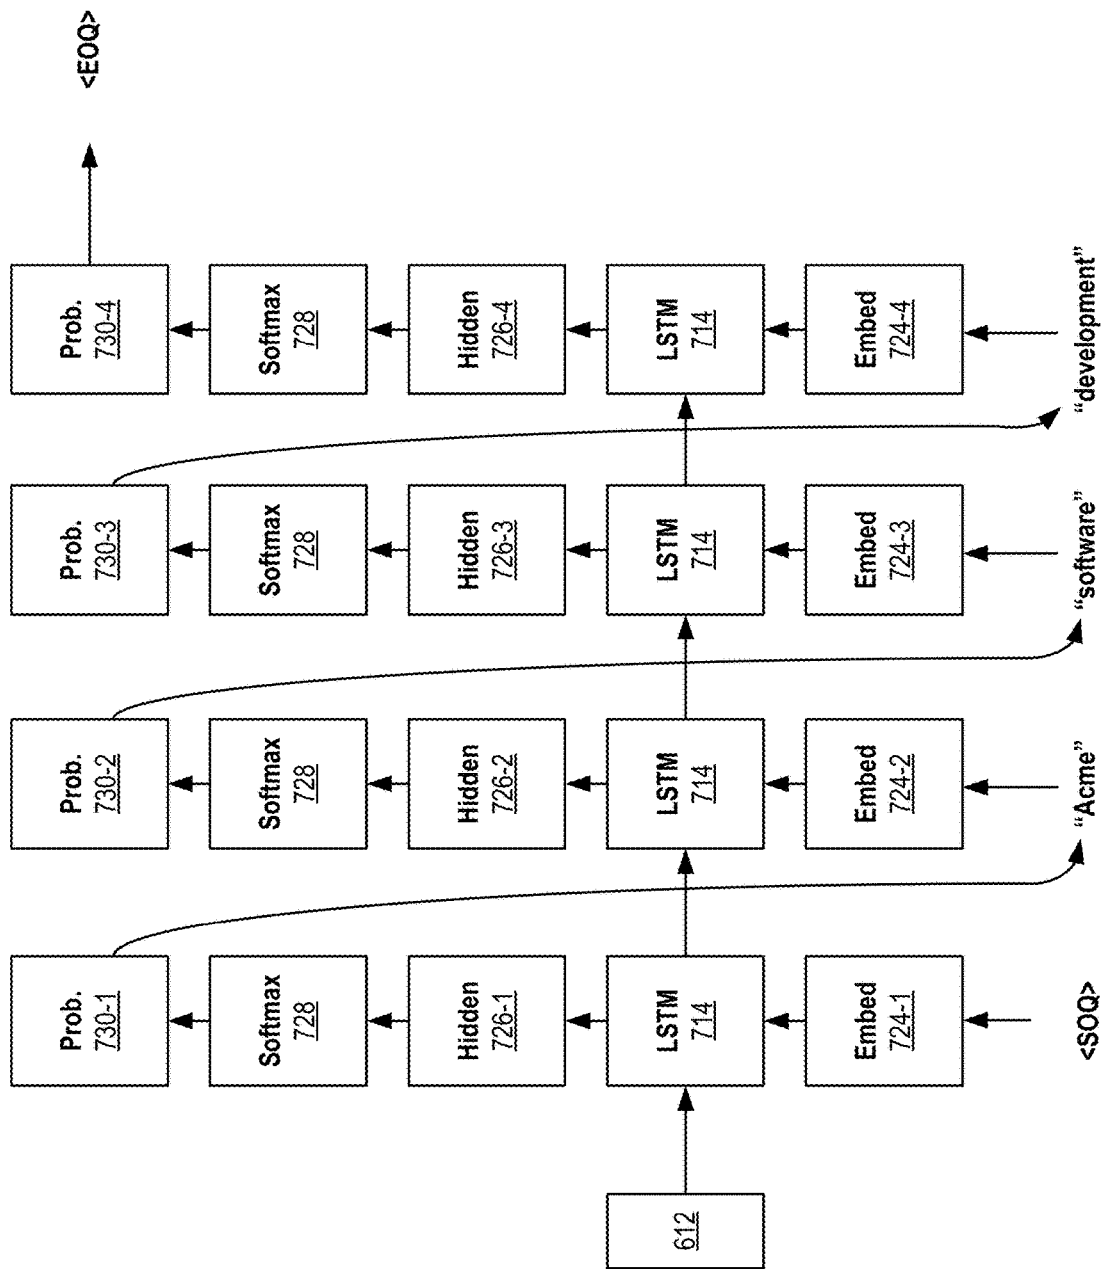 Prob.
730-1
Prob.
730-2
Prob.
730-3
Prob.
730-4
<EOQ>
Softmax
728
Softmax
728
Softmax
728
Softmax
728
Hidden
726-1
Hidden
726-2
Hidden
726-3
Hidden
726-4
612
LSTM
714
LSTM
714
LSTM
714
LSTM
714
Embed
724-1
Embed
724-2
Embed
724-3
Embed
724-4
<SOQ>
“Acme”
“software”
“development”